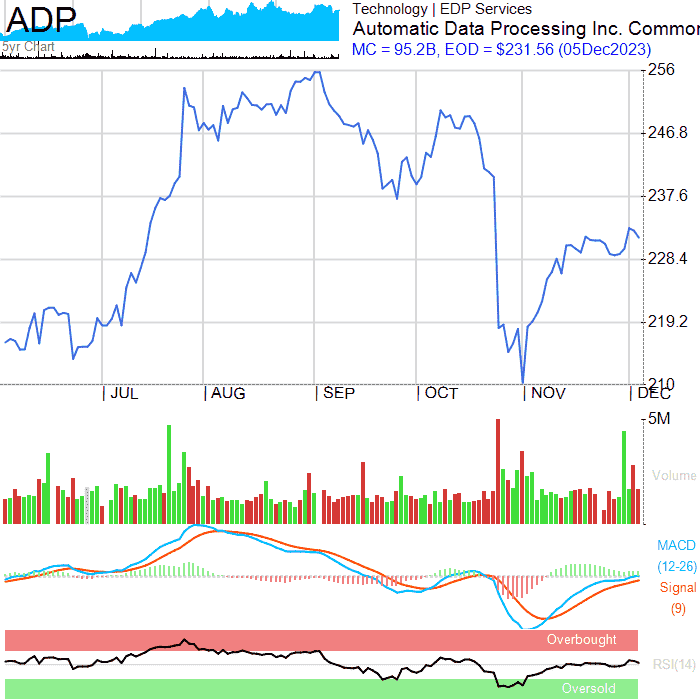 ADP
5yr Chart
Technology | EDP Services
Automatic Data Processing Inc. Common
MC = 95.2B, EOD = $231.56 (05Dec2023)
256
246.8
237.6
228.4
219.2
210
JUL
AUG
SEP
OCT
NOV
DEC
5M
Volume
MACD
(12-26)
Signal
(9)
Overbought
RSI(14)
Oversold